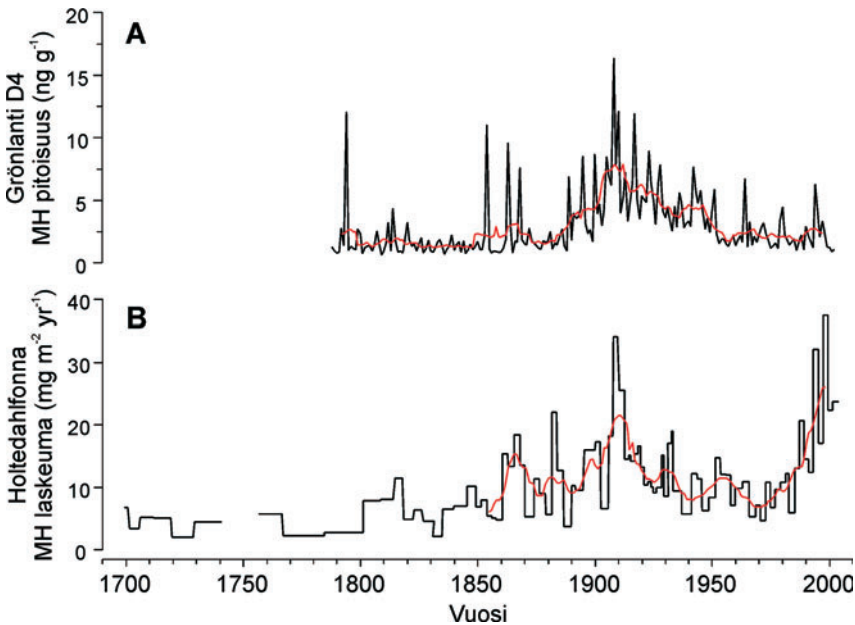 A
Grönlanti D4
MH pitoisuus (ng g⁻¹)
20
15
10
5
0
B
Holtedahlfonna
MH laskeuma (mg m⁻² yr⁻¹)
40
30
20
10
0
1700 1750 1800 1850 1900 1950 2000
Vuosi